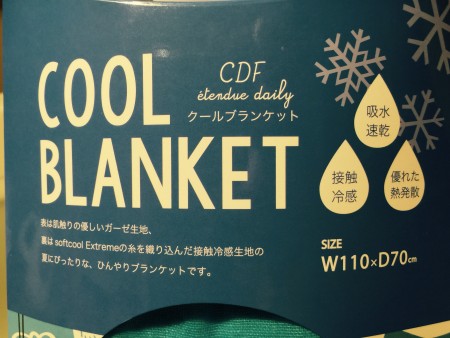 COOL
BLANKET
CDF
étendue daily
クールブランケット
吸水
速乾
接触
冷感
優れた
熱発散
表は肌触りの優しいガーゼ生地、
裏は softcool Extremeの糸を織り込んだ接触冷感生地の
夏にぴったりな、ひんやりブランケットです。
SIZE
W110×D70cm